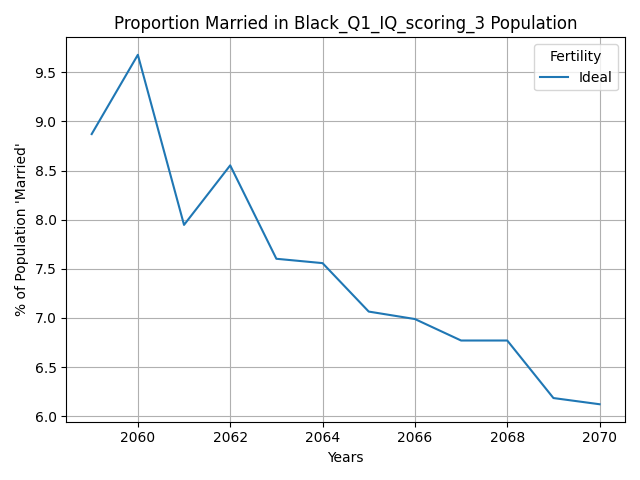 Proportion Married in Black_Q1_IQ_scoring_3 Population
Fertility
Ideal
% of Population 'Married'
9.5
9.0
8.5
8.0
7.5
7.0
6.5
6.0
2060 2062 2064 2066 2068 2070
Years